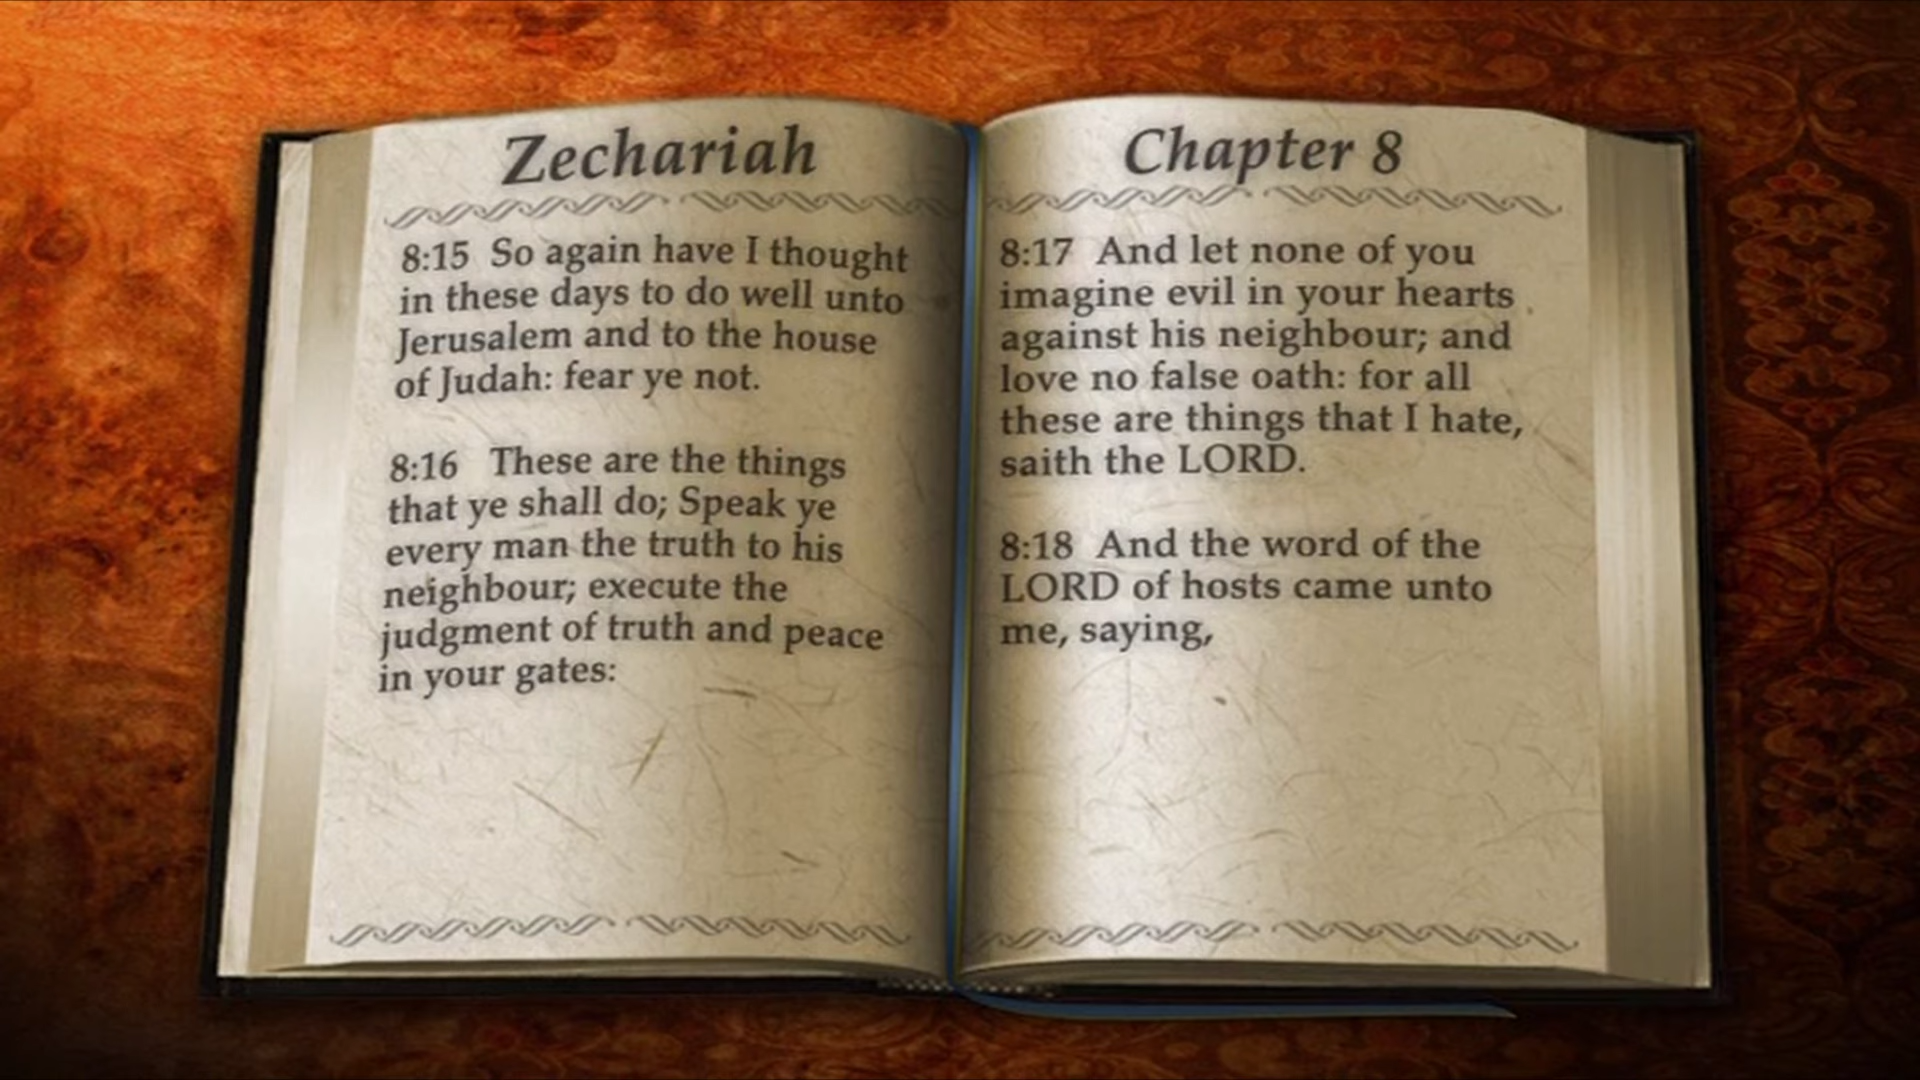 Zechariah
8:15 So again have I thought
in these days to do well unto
Jerusalem and to the house
of Judah: fear ye not.
8:16 These are the things
that ye shall do; Speak ye
every man the truth to his
neighbour; execute the
judgment of truth and peace
in your gates:
Chapter 8
8:17 And let none of you
imagine evil in your hearts
against his neighbour; and
love no false oath: for all
these are things that I hate,
saith the LORD.
8:18 And the word of the
LORD of hosts came unto
me, saying,